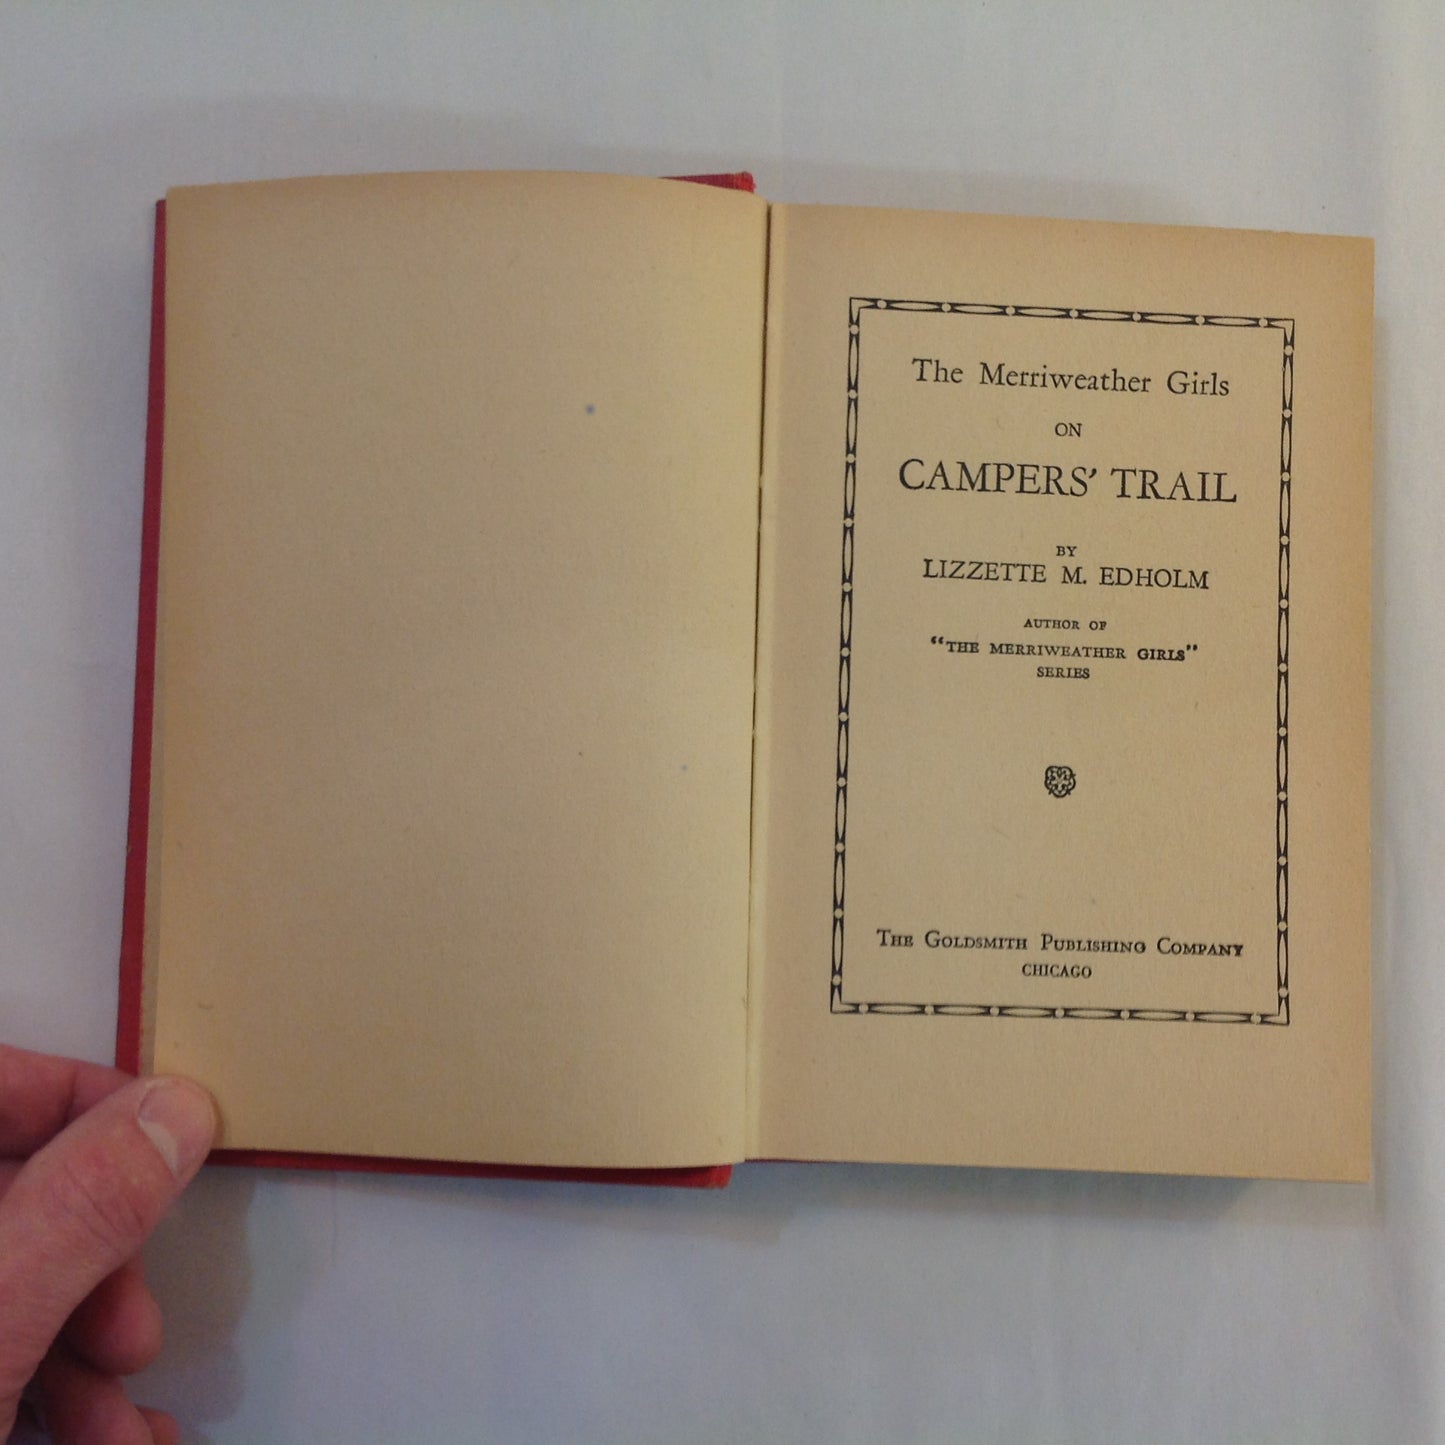 The Merriweather Girls
ON
CAMPERS' TRAIL
BY
LIZZETTE M. EDHOLM
AUTHOR OF
"THE MERRIWEATHER GIRLS"
SERIES
THE GOLDSMITH PUBLISHING COMPANY
CHICAGO